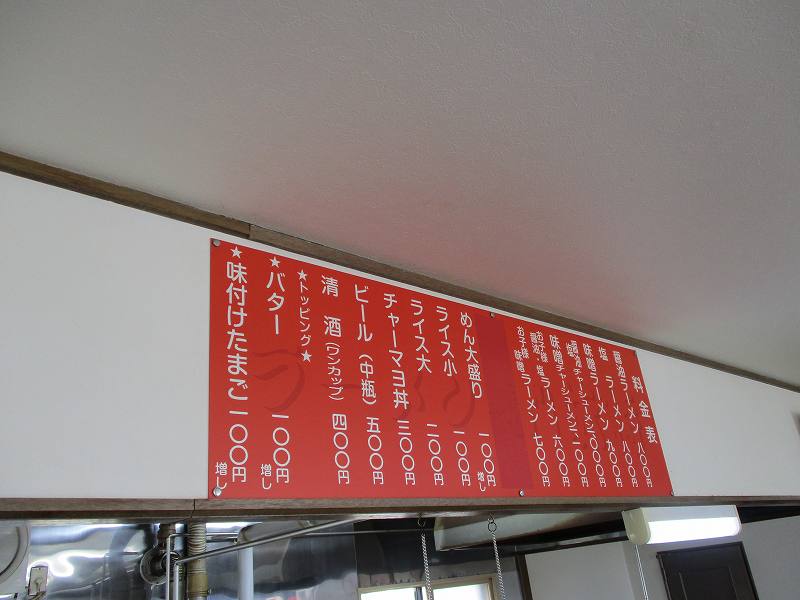 料金表
醤油ラーメン 八〇〇円
塩 ラーメン 八〇〇円
味噌ラーメン 九〇〇円
醤油 塩 チャーシューメン 一、〇〇〇円
味噌チャーシューメン 一、一〇〇円
お子様 醤油・塩 ラーメン 六〇〇円
お子様 味噌 ラーメン 七〇〇円
めん大盛り 一〇〇円増し
ライス小 一〇〇円
ライス大 二〇〇円
チャーマヨ丼 三〇〇円
ビール(中瓶) 五〇〇円
清酒(ワンカップ) 四〇〇円
★トッピング★
★バター 一〇〇円増し
★味付けたまご 一〇〇円増し